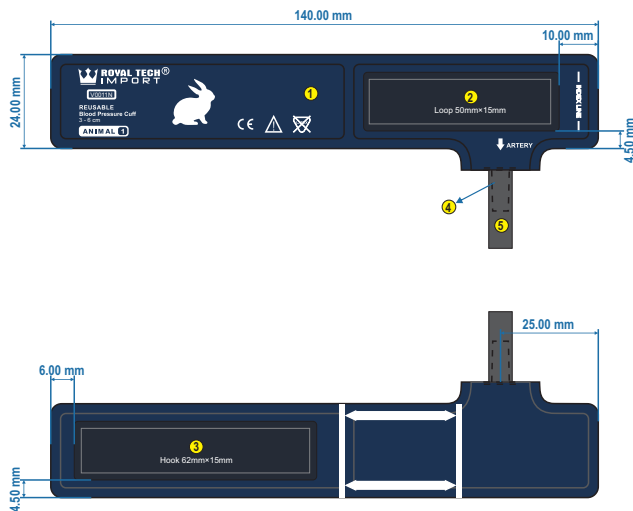 140.00 mm
10.00 mm
24.00 mm
ROYAL TECH®
IMPORT
V0011N
REUSABLE
Blood Pressure Cuff
3 - 6 cm
ANIMAL 1
1
2
Loop 50mm×15mm
INDEX LINE
4.50 mm
ARTERY
4
5
25.00 mm
6.00 mm
3
Hook 62mm×15mm
4.50 mm